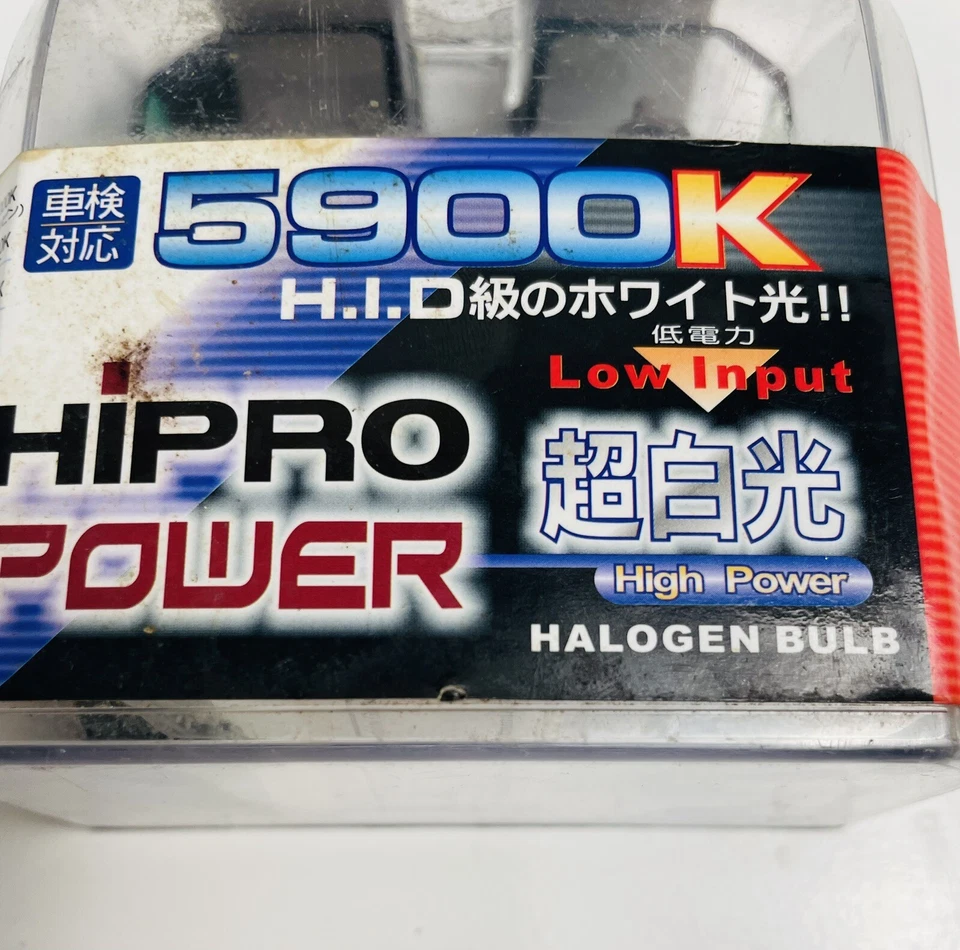 車検
対応
5900K
H.I.D級のホワイト光!!
低電力
Low Input
HiPRO
POWER
超白光
High Power
HALOGEN BULB